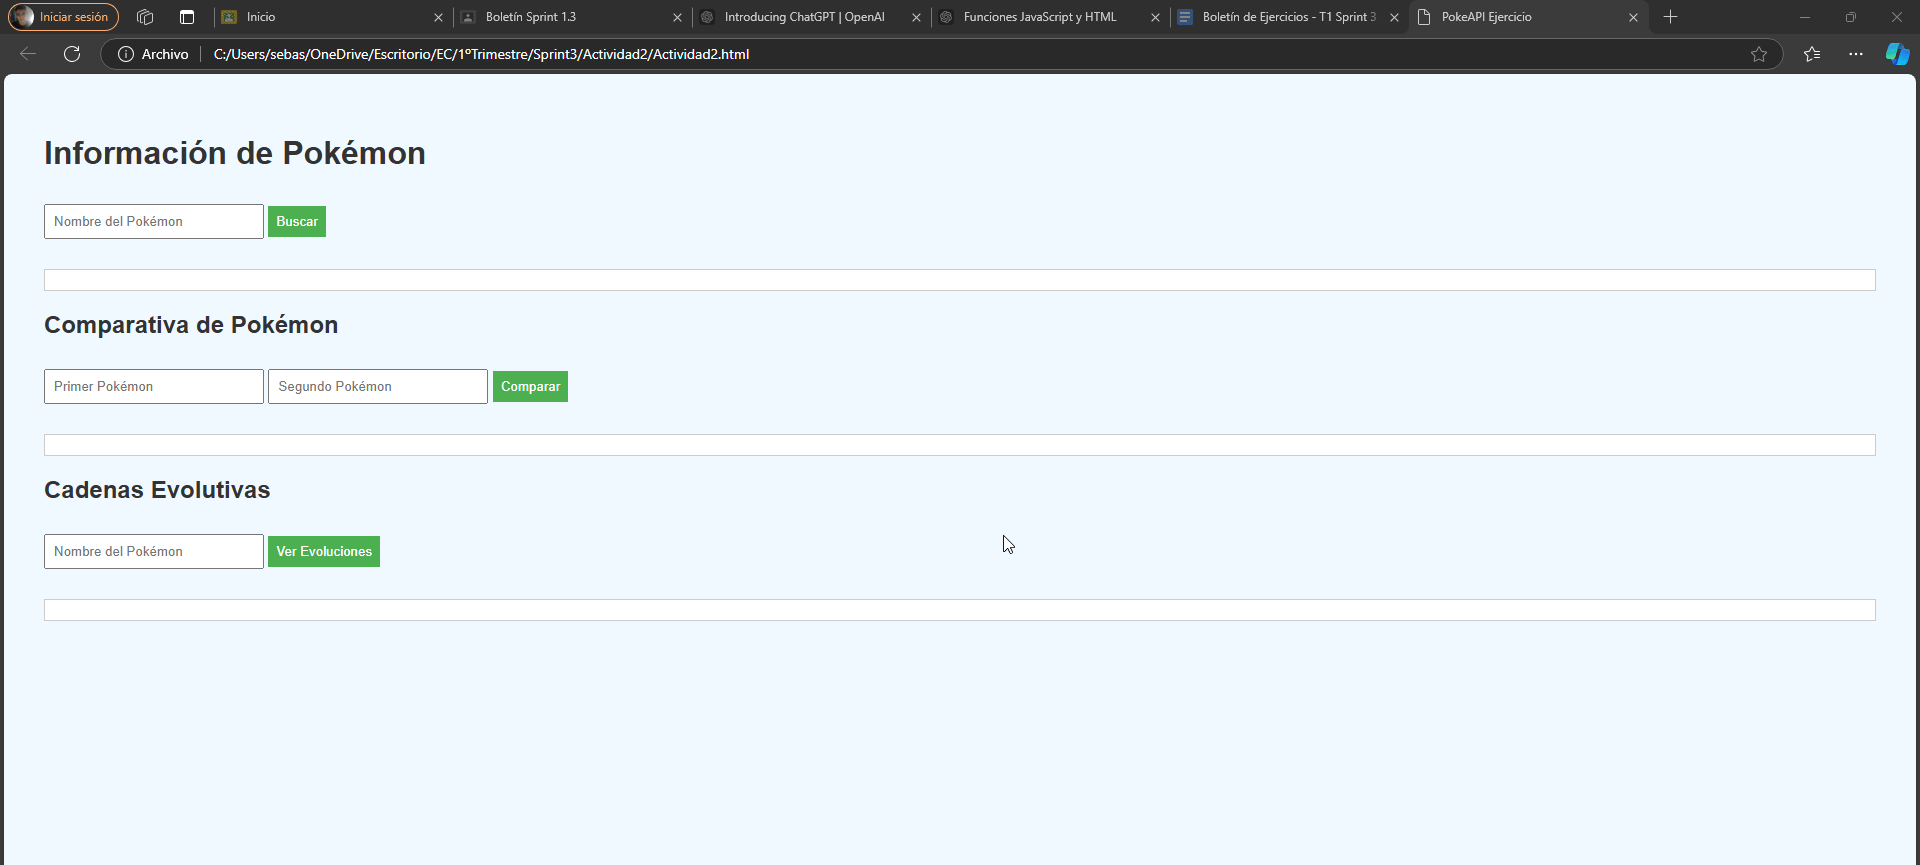 Iniciar sesión
Inicio
Boletín Sprint 1.3
Introducing ChatGPT | OpenAI
Funciones JavaScript y HTML
Boletín de Ejercicios - T1 Sprint 3
PokeAPI Ejercicio
Archivo
C:/Users/sebas/OneDrive/Escritorio/EC/1ºTrimestre/Sprint3/Actividad2/Actividad2.html
Información de Pokémon
Nombre del Pokémon
Buscar
Comparativa de Pokémon
Primer Pokémon
Segundo Pokémon
Comparar
Cadenas Evolutivas
Nombre del Pokémon
Ver Evoluciones